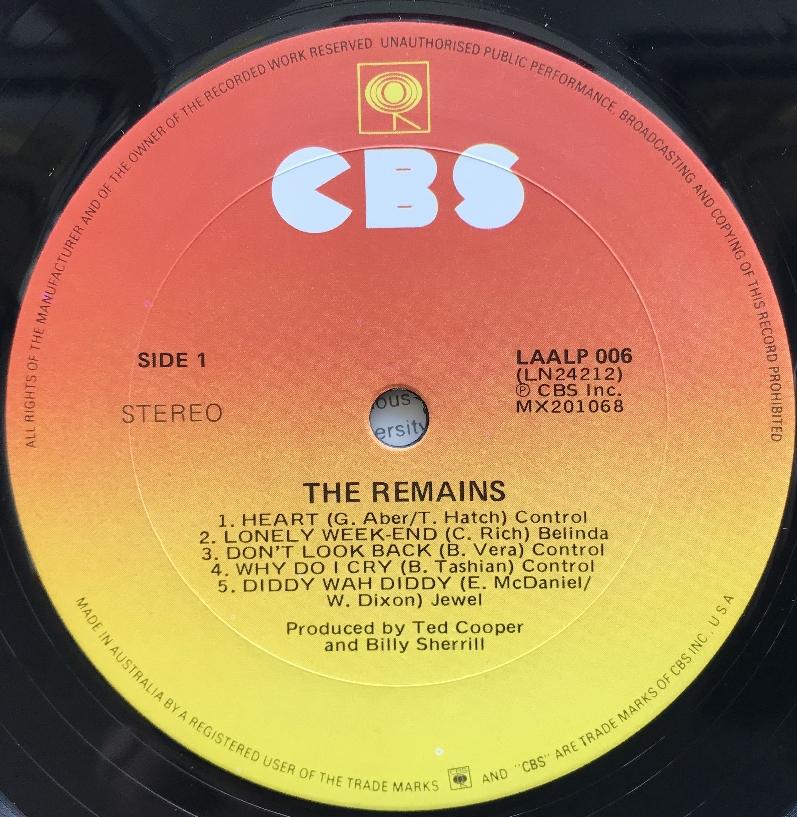 ALL RIGHTS OF THE MANUFACTURER AND OF THE OWNER OF THE RECORDED WORK RESERVED UNAUTHORISED PUBLIC PERFORMANCE, BROADCASTING AND COPYING OF THIS RECORD PROHIBITED
CBS
SIDE 1
STEREO
LAALP 006
(LN24212)
℗ CBS Inc.
MX201068
ous-
ersity
THE REMAINS
1. HEART (G. Aber/T. Hatch) Control
2. LONELY WEEK-END (C. Rich) Belinda
3. DON'T LOOK BACK (B. Vera) Control
4. WHY DO I CRY (B. Tashian) Control
5. DIDDY WAH DIDDY (E. McDaniel/
W. Dixon) Jewel
Produced by Ted Cooper
and Billy Sherrill
MADE IN AUSTRALIA BY A REGISTERED USER OF THE TRADE MARKS CBS AND "CBS" ARE TRADE MARKS OF CBS INC., U S A